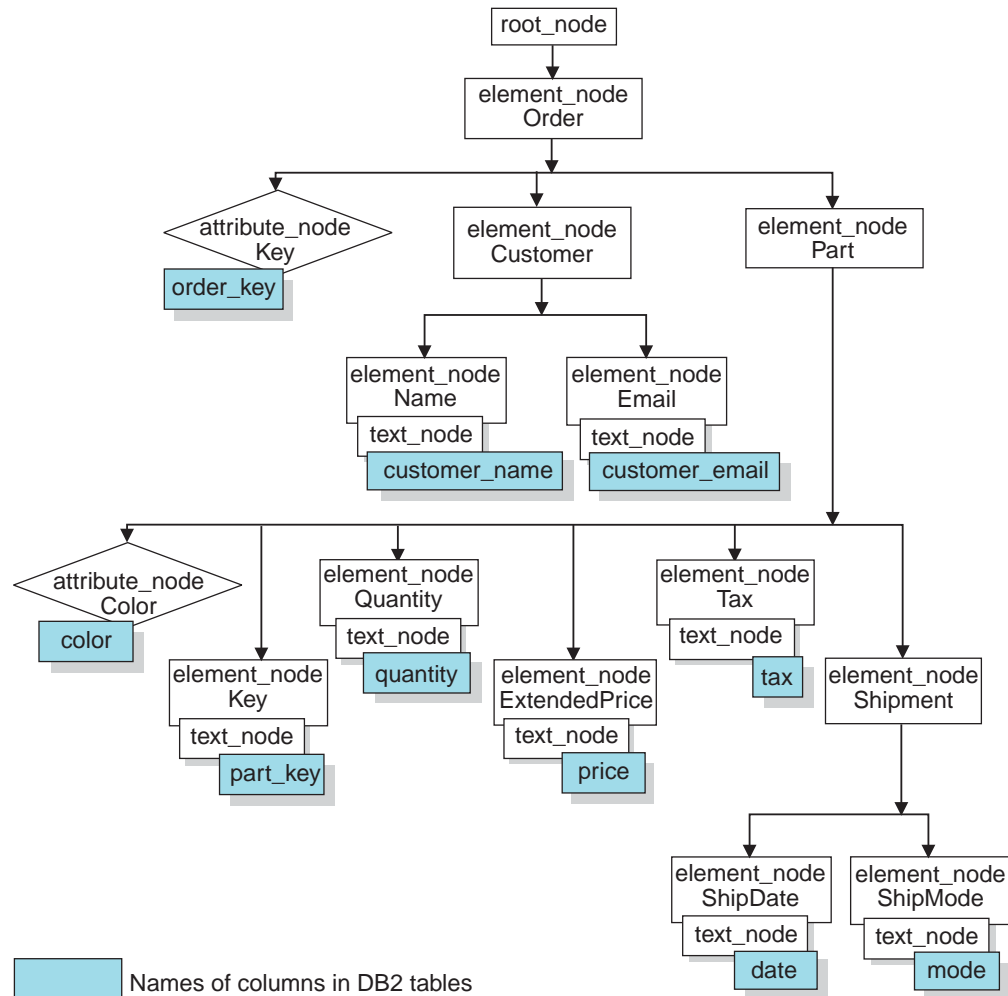 root_node
element_node
Order
attribute_node
Key
order_key
element_node
Customer
element_node
Part
element_node
Name
text_node
customer_name
element_node
Email
text_node
customer_email
attribute_node
Color
color
element_node
Key
text_node
part_key
element_node
Quantity
text_node
quantity
element_node
ExtendedPrice
text_node
price
element_node
Tax
text_node
tax
element_node
Shipment
element_node
ShipDate
text_node
date
element_node
ShipMode
text_node
mode
Names of columns in DB2 tables